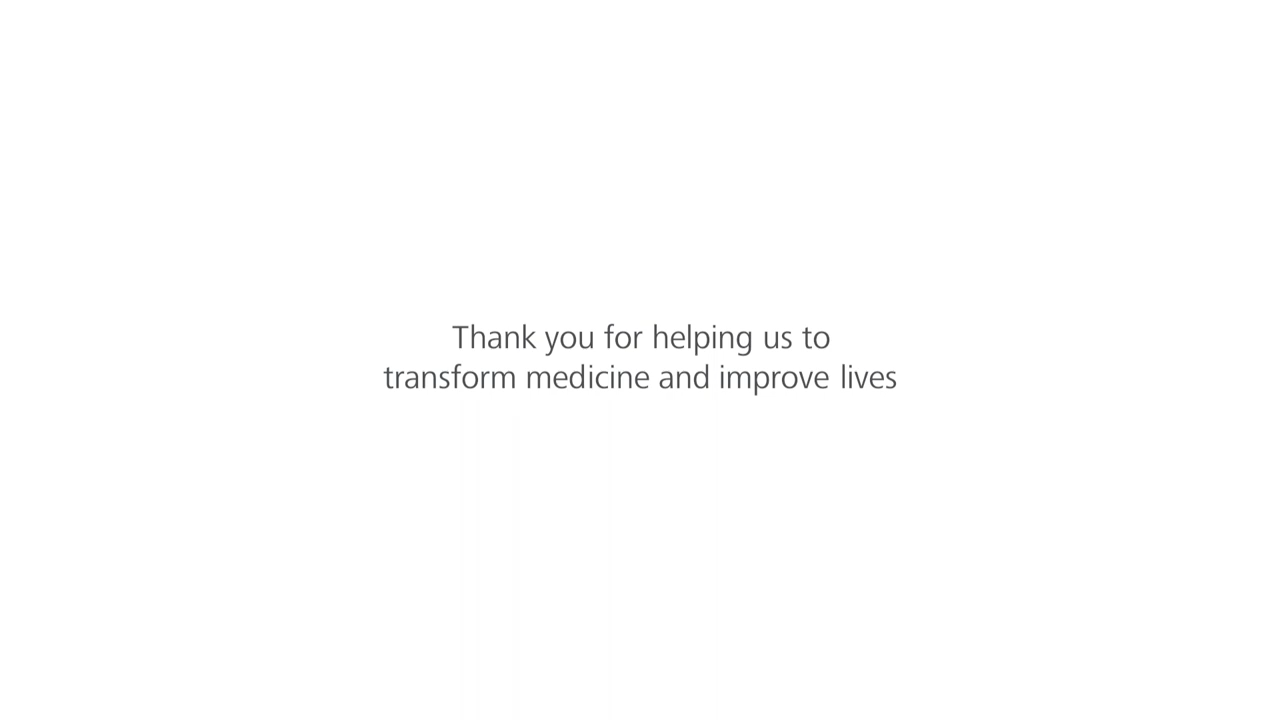 Thank you for helping us to
transform medicine and improve lives